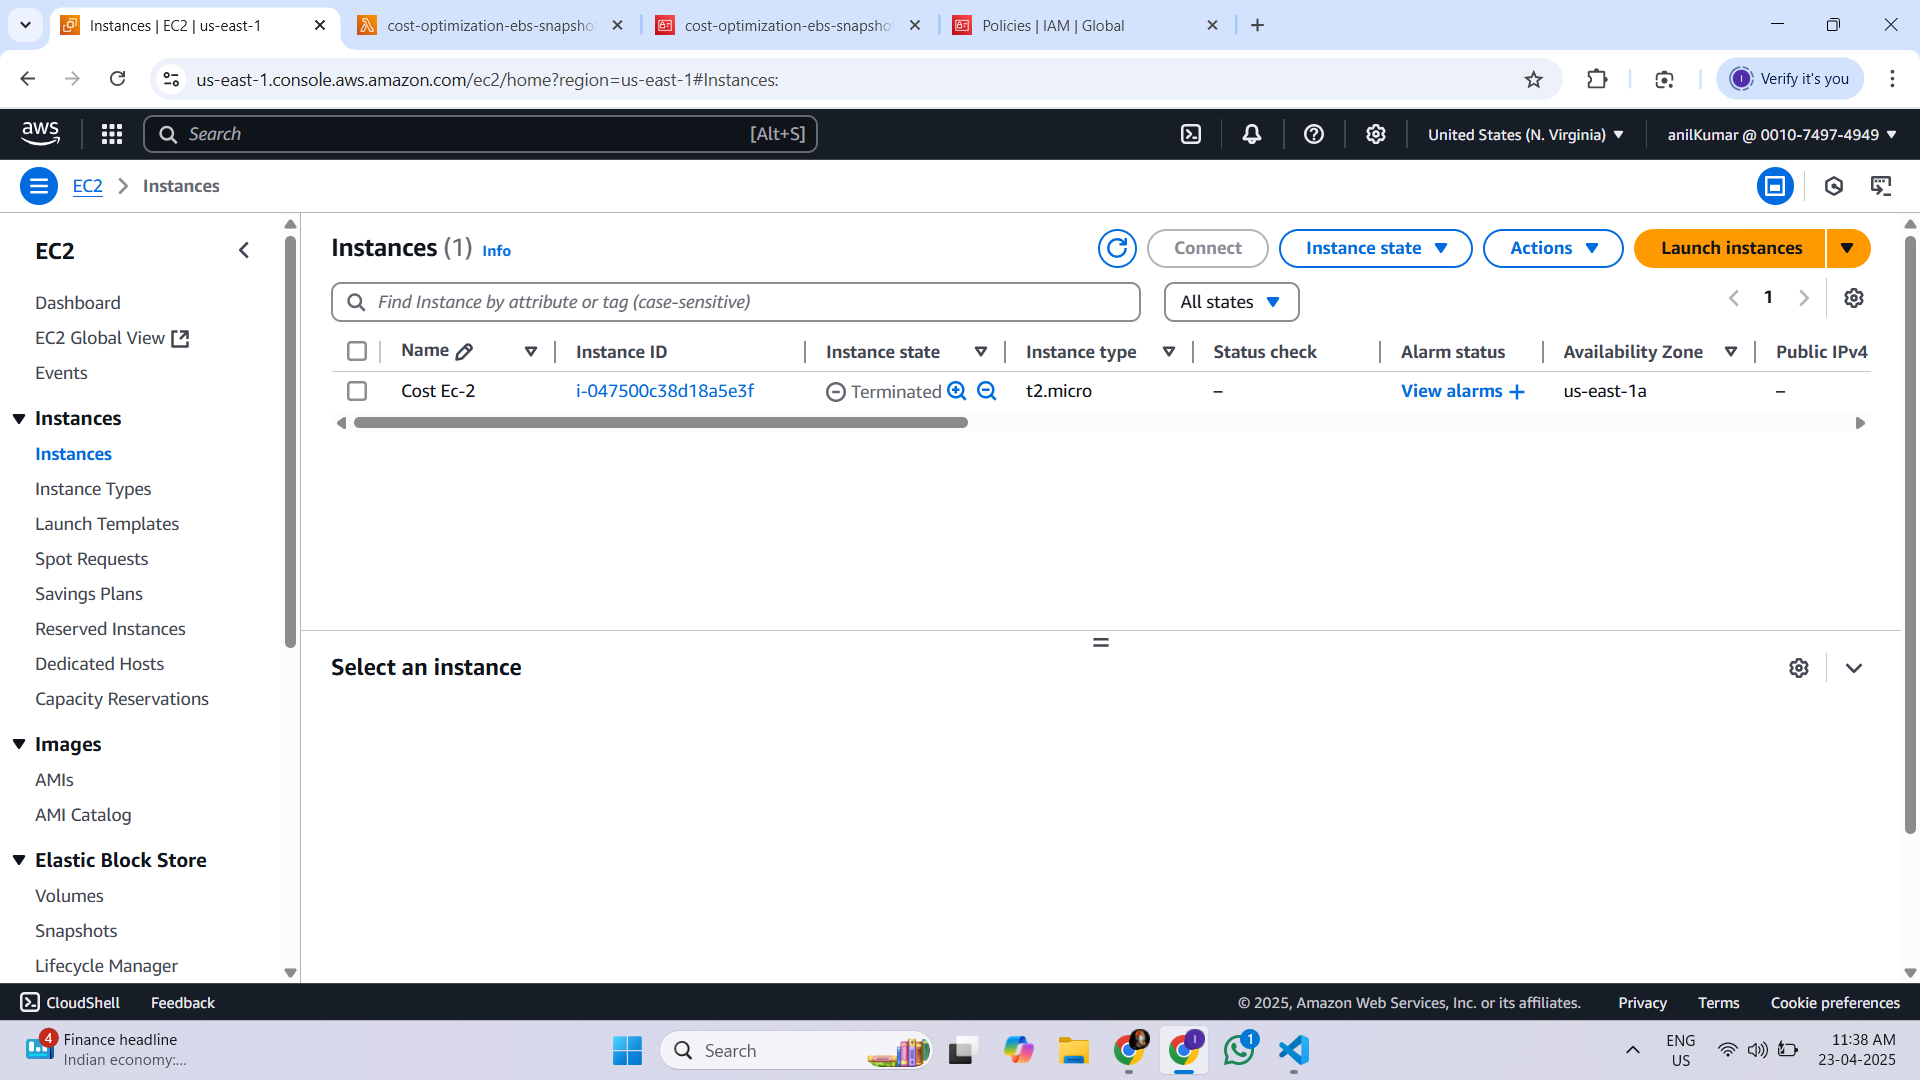 Instances | EC2 | us-east-1
cost-optimization-ebs-snapshot
cost-optimization-ebs-snapshot
Policies | IAM | Global
us-east-1.console.aws.amazon.com/ec2/home?region=us-east-1#Instances:
Verify it's you
aws
Search
[Alt+S]
United States (N. Virginia)
anilKumar @ 0010-7497-4949
EC2
Instances
EC2
Dashboard
EC2 Global View
Events
Instances
Instances
Instance Types
Launch Templates
Spot Requests
Savings Plans
Reserved Instances
Dedicated Hosts
Capacity Reservations
Images
AMIs
AMI Catalog
Elastic Block Store
Volumes
Snapshots
Lifecycle Manager
Instances (1) Info
Connect
Instance state
Actions
Launch instances
Find Instance by attribute or tag (case-sensitive)
All states
1
Name Instance ID Instance state Instance type Status check Alarm status Availability Zone Public IPv4
Cost Ec-2 i-047500c38d18a5e3f Terminated t2.micro – View alarms + us-east-1a –
Select an instance
CloudShell
Feedback
© 2025, Amazon Web Services, Inc. or its affiliates.
Privacy
Terms
Cookie preferences
4
Finance headline
Indian economy:...
Search
I
1
ENG
US
11:38 AM
23-04-2025